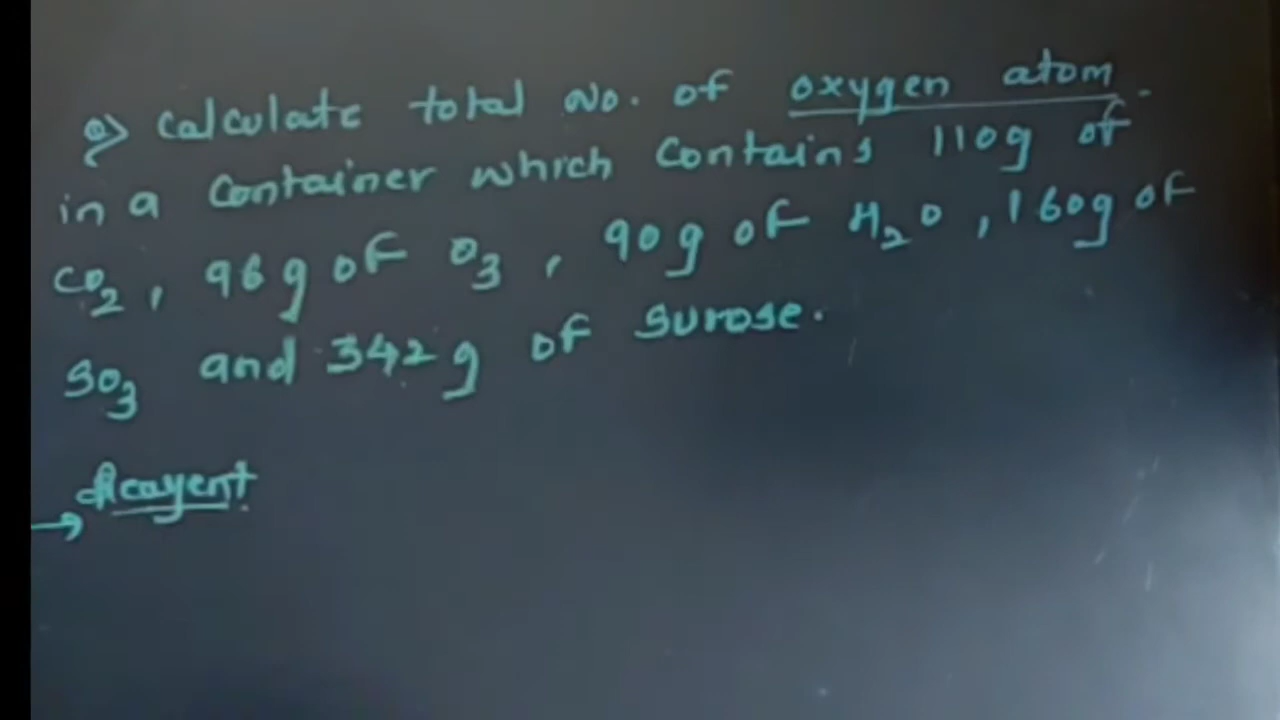 Q) Calculate total No. of oxygen atom
in a container which contains 110g of
CO2, 96g of O3, 90g of H2O, 160g of
SO3 and 342g of surose.